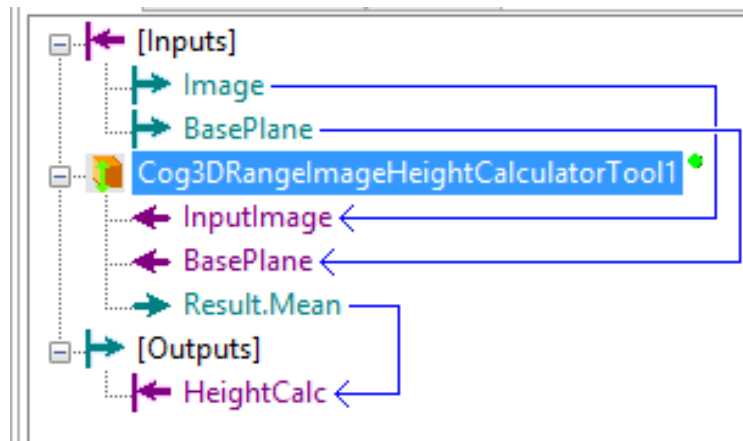 [Inputs]
Image
BasePlane
Cog3DRangeImageHeightCalculatorTool1
InputImage
BasePlane
Result.Mean
[Outputs]
HeightCalc